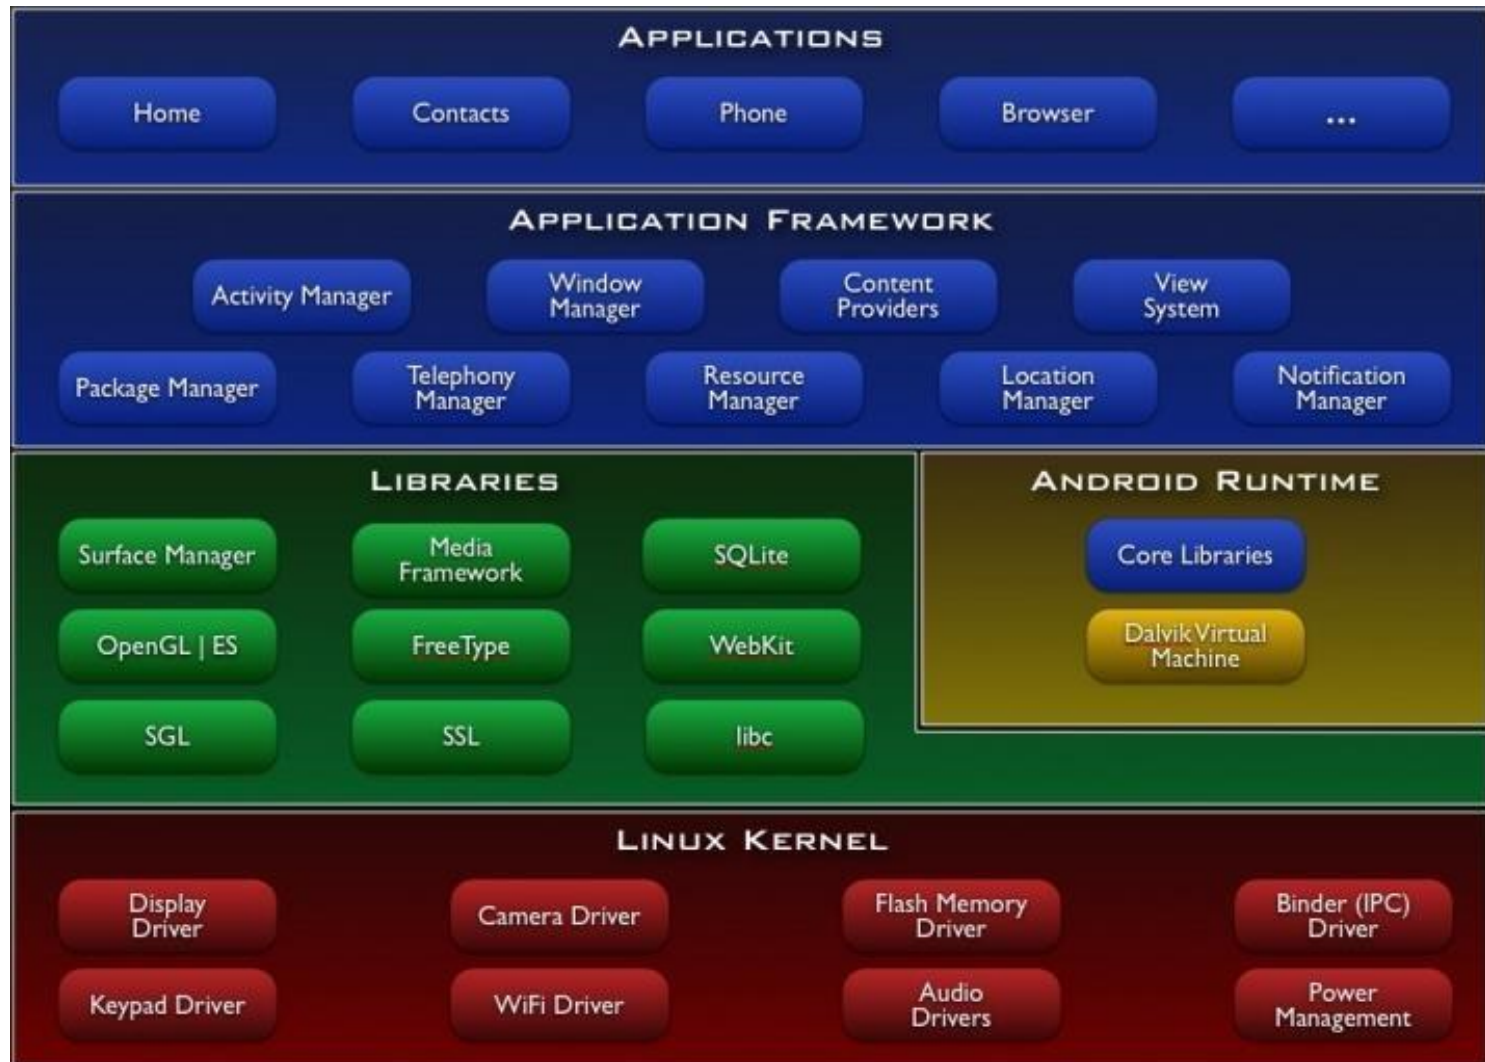 APPLICATIONS
Home
Contacts
Phone
Browser
...
APPLICATION FRAMEWORK
Activity Manager
Window
Manager
Content
Providers
View
System
Package Manager
Telephony
Manager
Resource
Manager
Location
Manager
Notification
Manager
LIBRARIES
Surface Manager
Media
Framework
SQLite
OpenGL | ES
FreeType
WebKit
SGL
SSL
libc
ANDROID RUNTIME
Core Libraries
Dalvik Virtual
Machine
LINUX KERNEL
Display
Driver
Camera Driver
Flash Memory
Driver
Binder (IPC)
Driver
Keypad Driver
WiFi Driver
Audio
Drivers
Power
Management